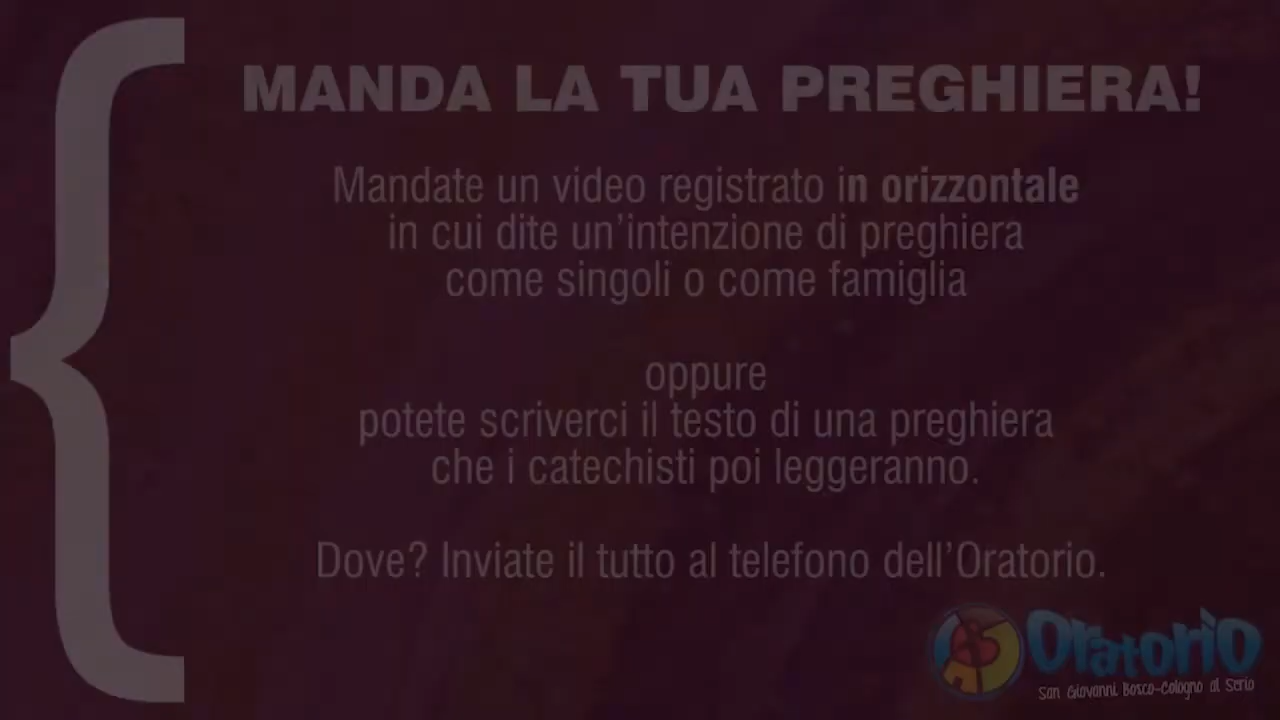 MANDA LA TUA PREGHIERA!
Mandate un video registrato in orizzontale
in cui dite un'intenzione di preghiera
come singoli o come famiglia
oppure
potete scriverci il testo di una preghiera
che i catechisti poi leggeranno.
Dove? Inviate il tutto al telefono dell'Oratorio.
Oratorio
San Giovanni Bosco-Cologno al Serio